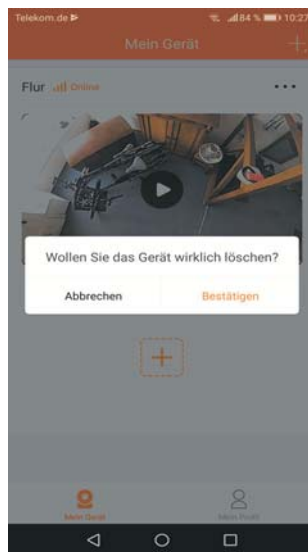 Telekom.de 84 % 10:27
Mein Gerät
Flur Online
Wollen Sie das Gerät wirklich löschen?
Abbrechen Bestätigen
Mein Gerät Mein Profil